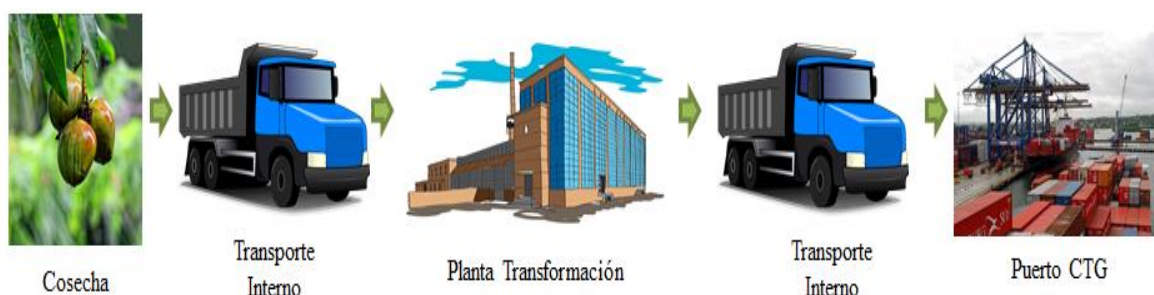 Cosecha
Transporte
Interno
Planta Transformación
Transporte
Interno
Puerto CTG